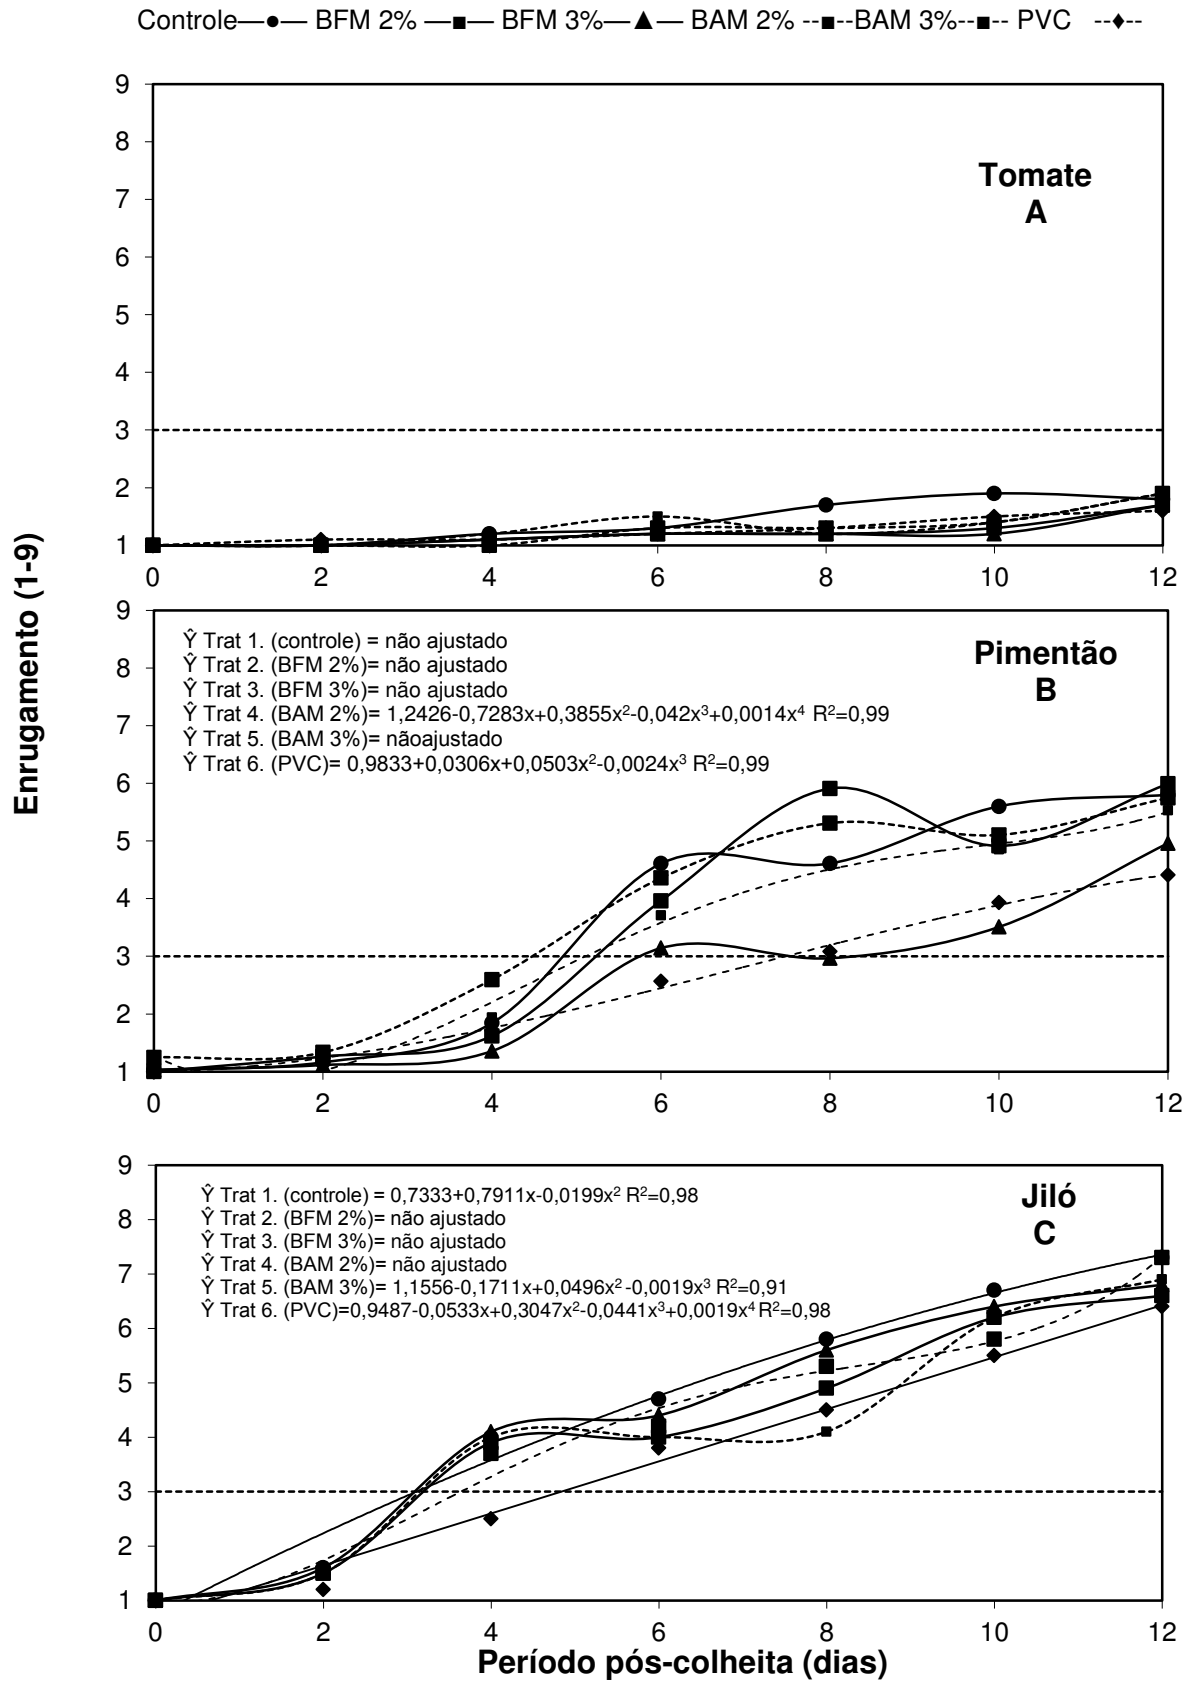 Controle BFM 2% BFM 3% BAM 2% BAM 3% PVC
Enrugamento (1-9)
9
8
7
6
5
4
3
2
1
Tomate
A
0 2 4 6 8 10 12
9
8
7
6
5
4
3
2
1
Ŷ Trat 1. (controle) = não ajustado
Ŷ Trat 2. (BFM 2%)= não ajustado
Ŷ Trat 3. (BFM 3%)= não ajustado
Ŷ Trat 4. (BAM 2%)= 1,2426-0,7283x+0,3855x²-0,042x³+0,0014x⁴ R²=0,99
Ŷ Trat 5. (BAM 3%)= nãoajustado
Ŷ Trat 6. (PVC)= 0,9833+0,0306x+0,0503x²-0,0024x³ R²=0,99
Pimentão
B
0 2 4 6 8 10 12
9
8
7
6
5
4
3
2
1
Ŷ Trat 1. (controle) = 0,7333+0,7911x-0,0199x² R²=0,98
Ŷ Trat 2. (BFM 2%)= não ajustado
Ŷ Trat 3. (BFM 3%)= não ajustado
Ŷ Trat 4. (BAM 2%)= não ajustado
Ŷ Trat 5. (BAM 3%)= 1,1556-0,1711x+0,0496x²-0,0019x³ R²=0,91
Ŷ Trat 6. (PVC)=0,9487-0,0533x+0,3047x²-0,0441x³+0,0019x⁴ R²=0,98
Jiló
C
0 2 4 6 8 10 12
Período pós-colheita (dias)